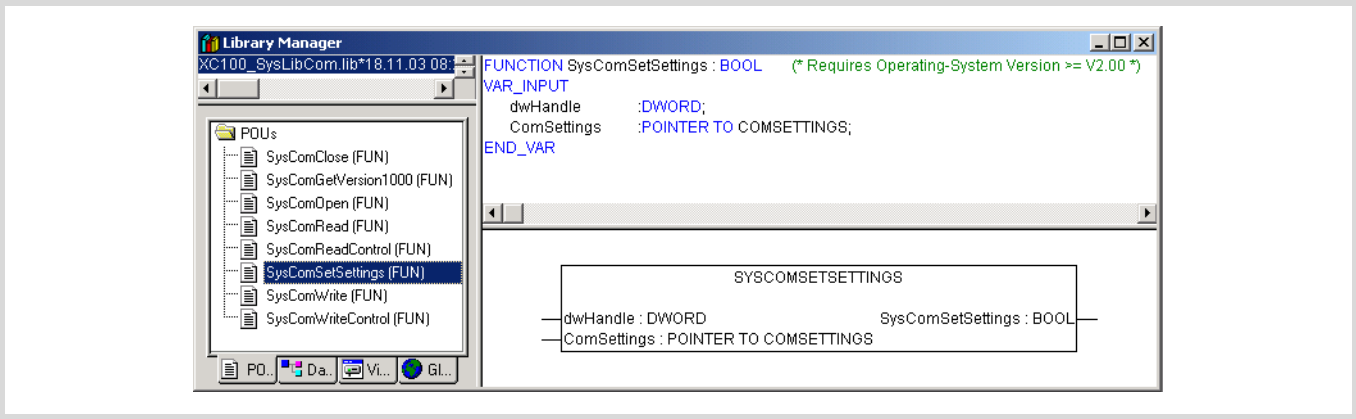 Library Manager
XC100_SysLibCom.lib*18.11.03 08:
POUs
SysComClose (FUN)
SysComGetVersion1000 (FUN)
SysComOpen (FUN)
SysComRead (FUN)
SysComReadControl (FUN)
SysComSetSettings (FUN)
SysComWrite (FUN)
SysComWriteControl (FUN)
PO.. Da.. Vi... Gl...
FUNCTION SysComSetSettings : BOOL (* Requires Operating-System Version >= V2.00 *)
VAR_INPUT
dwHandle :DWORD;
ComSettings :POINTER TO COMSETTINGS;
END_VAR
SYSCOMSETSETTINGS
dwHandle : DWORD SysComSetSettings : BOOL
ComSettings : POINTER TO COMSETTINGS